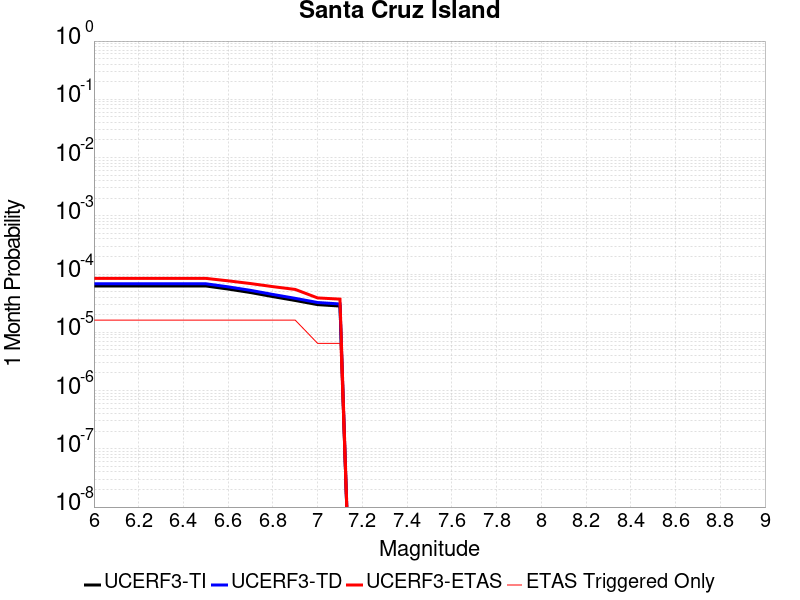 Santa Cruz Island
10^0
10^-1
10^-2
10^-3
10^-4
10^-5
10^-6
10^-7
10^-8
1 Month Probability
6 6.2 6.4 6.6 6.8 7 7.2 7.4 7.6 7.8 8 8.2 8.4 8.6 8.8 9
Magnitude
UCERF3-TI UCERF3-TD UCERF3-ETAS ETAS Triggered Only